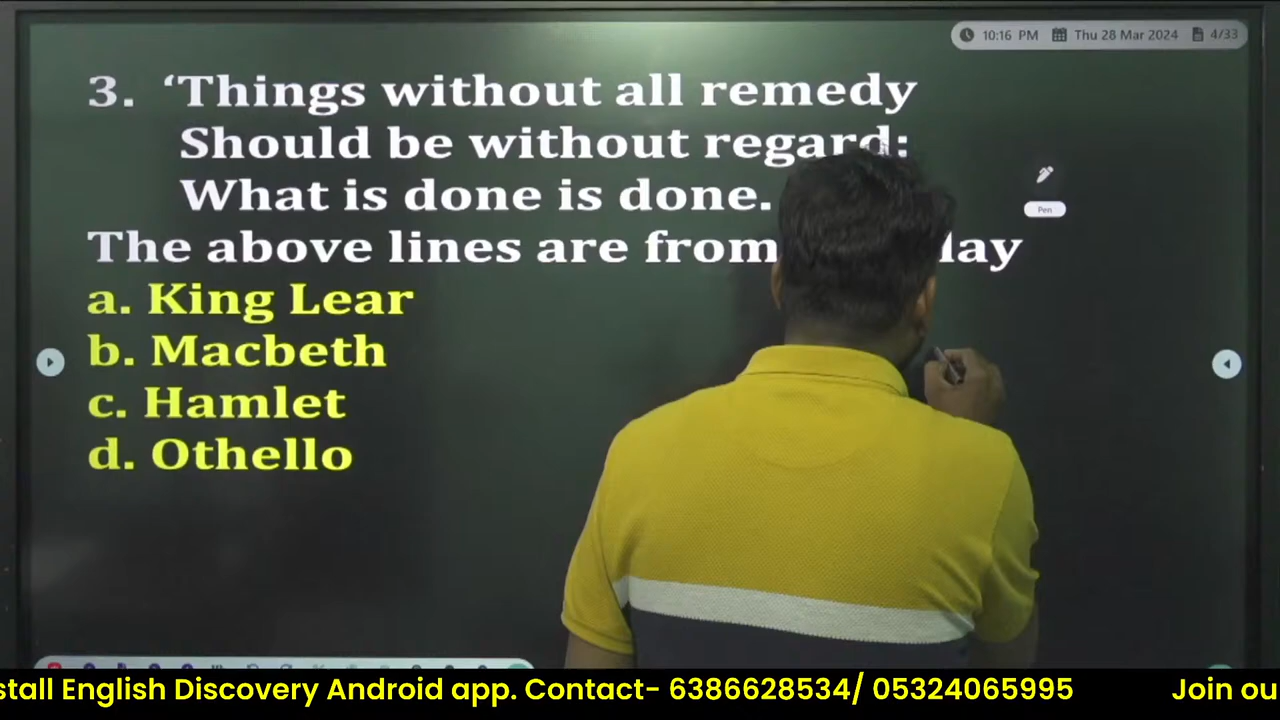 10:16 PM Thu 28 Mar 2024 4/33
3. ‘Things without all remedy
Should be without regard:
What is done is done.
Pen
The above lines are from lay
a. King Lear
b. Macbeth
c. Hamlet
d. Othello
stall English Discovery Android app. Contact- 6386628534/ 05324065995 Join ou